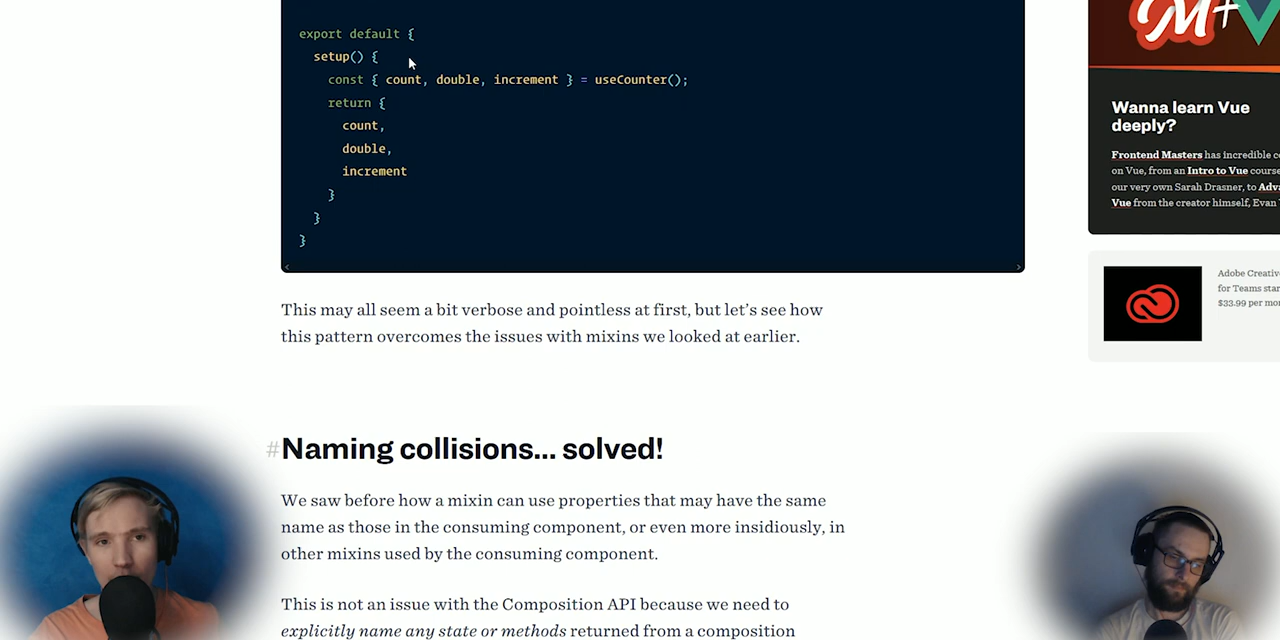 export default {
setup() {
const { count, double, increment } = useCounter();
return {
count,
double,
increment
}
}
}
This may all seem a bit verbose and pointless at first, but let’s see how
this pattern overcomes the issues with mixins we looked at earlier.
#Naming collisions... solved!
We saw before how a mixin can use properties that may have the same
name as those in the consuming component, or even more insidiously, in
other mixins used by the consuming component.
This is not an issue with the Composition API because we need to
explicitly name any state or methods returned from a composition
M+
Wanna learn Vue
deeply?
Frontend Masters has incredible
on Vue, from an Intro to Vue course
our very own Sarah Drasner, to
Vue from the creator himself, Evan
Adobe
for Teams
$33.99 per